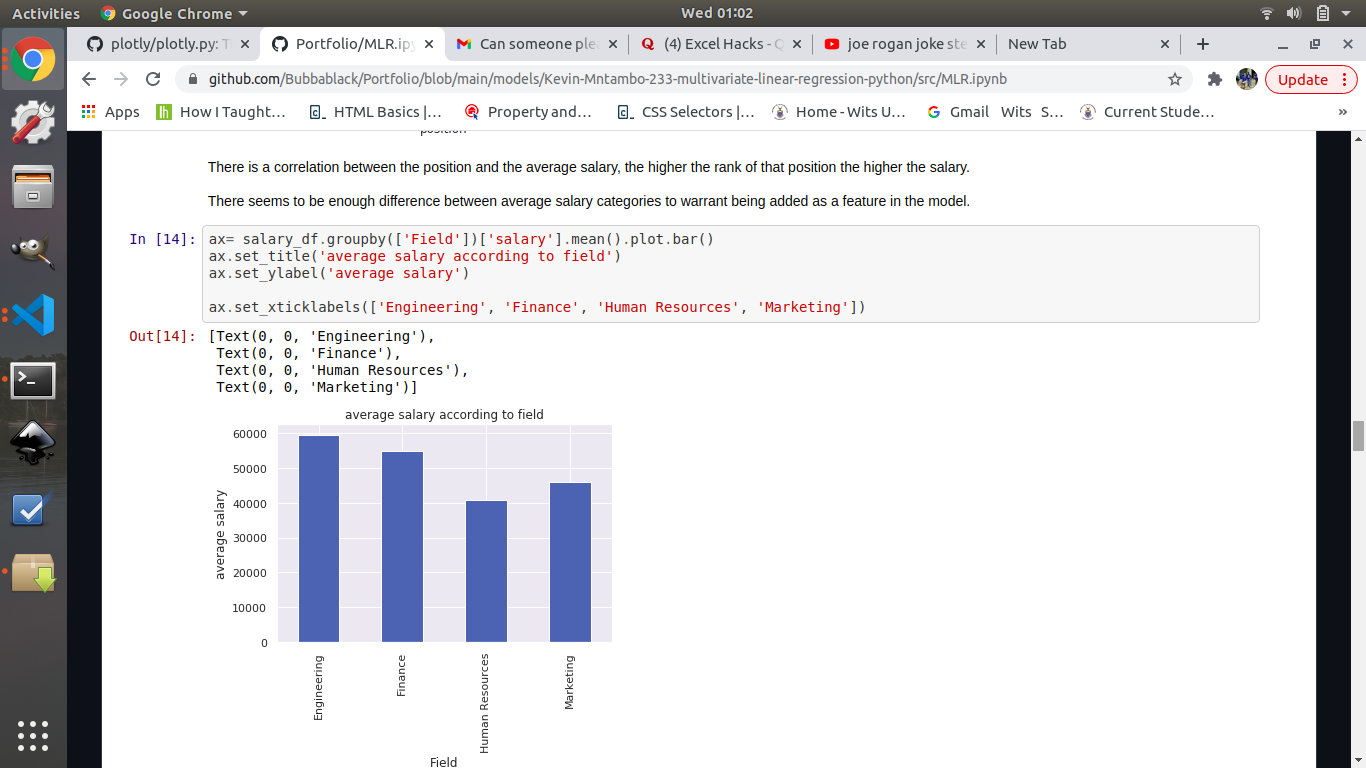 Activities Google Chrome Wed 01:02
plotly/plotly.py: T Portfolio/MLR.ipy Can someone ple (4) Excel Hacks - Q joe rogan joke ste New Tab
github.com/Bubbablack/Portfolio/blob/main/models/Kevin-Mntambo-233-multivariate-linear-regression-python/src/MLR.ipynb Update
Apps How I Taught… HTML Basics |… Property and… CSS Selectors |… Home - Wits U… Gmail Wits S… Current Stude… »
position
There is a correlation between the position and the average salary, the higher the rank of that position the higher the salary.
There seems to be enough difference between average salary categories to warrant being added as a feature in the model.
In [14]: ax= salary_df.groupby(['Field'])['salary'].mean().plot.bar()
ax.set_title('average salary according to field')
ax.set_ylabel('average salary')
ax.set_xticklabels(['Engineering', 'Finance', 'Human Resources', 'Marketing'])
Out[14]: [Text(0, 0, 'Engineering'),
Text(0, 0, 'Finance'),
Text(0, 0, 'Human Resources'),
Text(0, 0, 'Marketing')]
average salary according to field
60000
50000
40000
30000
20000
10000
0
average salary
Engineering
Finance
Human Resources
Marketing
Field